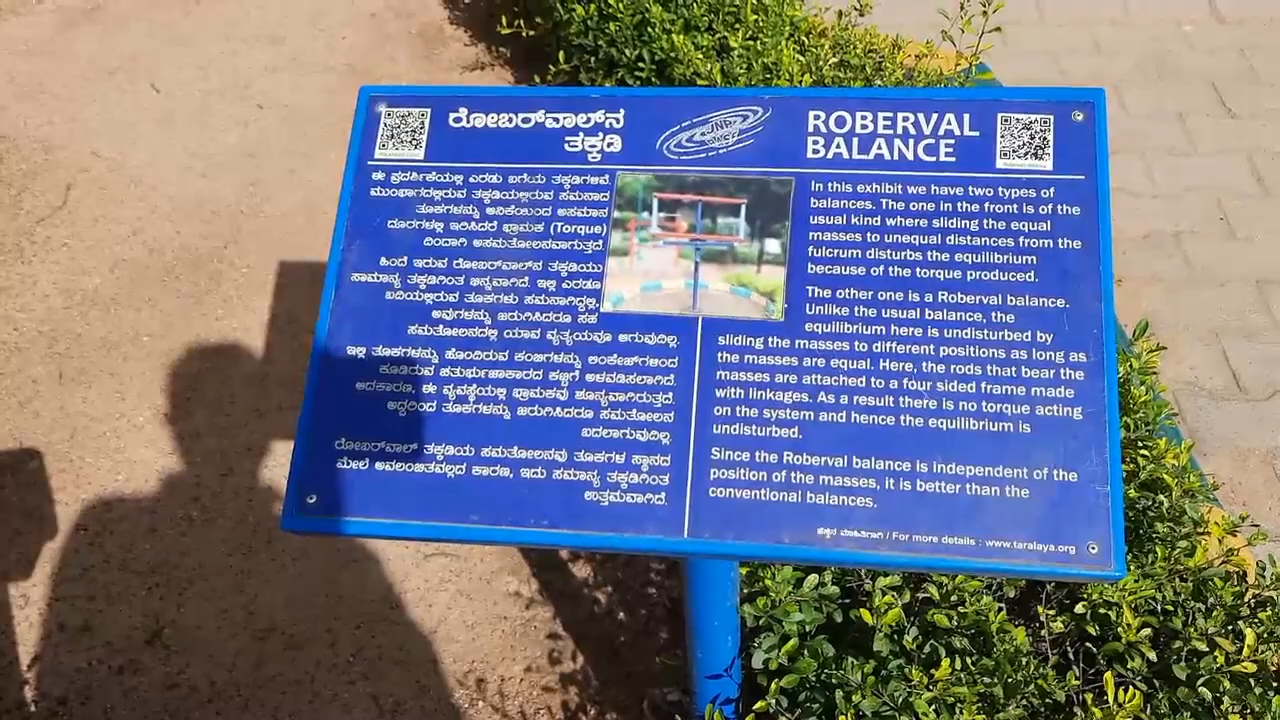 ರೋಬರ್‌ವಾಲ್‌ನ
ತಕ್ಕಡಿ
ಈ ಪ್ರದರ್ಶಿಕೆಯಲ್ಲಿ ಎರಡು ಬಗೆಯ ತಕ್ಕಡಿಗಳಿವೆ.
ಮುಂಭಾಗದಲ್ಲಿರುವ ತಕ್ಕಡಿಯಲ್ಲಿರುವ ಸಮನಾದ
ತೂಕಗಳನ್ನು ಆನಿಕೆಯಿಂದ ಅಸಮಾನ
ದೂರಗಳಲ್ಲಿ ಇರಿಸಿದರೆ ಭ್ರಾಮಕ (Torque)
ದಿಂದಾಗಿ ಅಸಮತೋಲನವಾಗುತ್ತದೆ.
ಹಿಂದೆ ಇರುವ ರೋಬರ್‌ವಾಲ್‌ನ ತಕ್ಕಡಿಯು
ಸಾಮಾನ್ಯ ತಕ್ಕಡಿಗಿಂತ ಭಿನ್ನವಾಗಿದೆ. ಇಲ್ಲಿ ಎರಡೂ
ಬದಿಯಲ್ಲಿರುವ ತೂಕಗಳು ಸಮನಾಗಿದ್ದಲ್ಲಿ,
ಅವುಗಳನ್ನು ಜರುಗಿಸಿದರೂ ಸಹ
ಸಮತೋಲನದಲ್ಲಿ ಯಾವ ವ್ಯತ್ಯಯವೂ ಆಗುವುದಿಲ್ಲ.
ಇಲ್ಲಿ ತೂಕಗಳನ್ನು ಹೊಂದಿರುವ ಕಂಬಿಗಳನ್ನು ಲಿಂಕೇಜ್‌ಗಳಿಂದ
ಕೂಡಿರುವ ಚತುರ್ಭುಜಾಕಾರದ ಕಟ್ಟಿಗೆ ಅಳವಡಿಸಲಾಗಿದೆ.
ಆದಕಾರಣ, ಈ ವ್ಯವಸ್ಥೆಯಲ್ಲಿ ಭ್ರಾಮಕವು ಶೂನ್ಯವಾಗಿರುತ್ತದೆ.
ಅದ್ದರಿಂದ ತೂಕಗಳನ್ನು ಜರುಗಿಸಿದರೂ ಸಮತೋಲನ
ಬದಲಾಗುವುದಿಲ್ಲ.
ರೋಬರ್‌ವಾಲ್ ತಕ್ಕಡಿಯ ಸಮತೋಲನವು ತೂಕಗಳ ಸ್ಥಾನದ
ಮೇಲೆ ಅವಲಂಬಿತವಲ್ಲದ ಕಾರಣ, ಇದು ಸಮಾನ್ಯ ತಕ್ಕಡಿಗಿಂತ
ಉತ್ತಮವಾಗಿದೆ.
ROBERVAL
BALANCE
In this exhibit we have two types of
balances. The one in the front is of the
usual kind where sliding the equal
masses to unequal distances from the
fulcrum disturbs the equilibrium
because of the torque produced.
The other one is a Roberval balance.
Unlike the usual balance, the
equilibrium here is undisturbed by
sliding the masses to different positions as long as
the masses are equal. Here, the rods that bear the
masses are attached to a four sided frame made
with linkages. As a result there is no torque acting
on the system and hence the equilibrium is
undisturbed.
Since the Roberval balance is independent of the
position of the masses, it is better than the
conventional balances.
ಹೆಚ್ಚಿನ ಮಾಹಿತಿಗಾಗಿ / For more details : www.taralaya.org